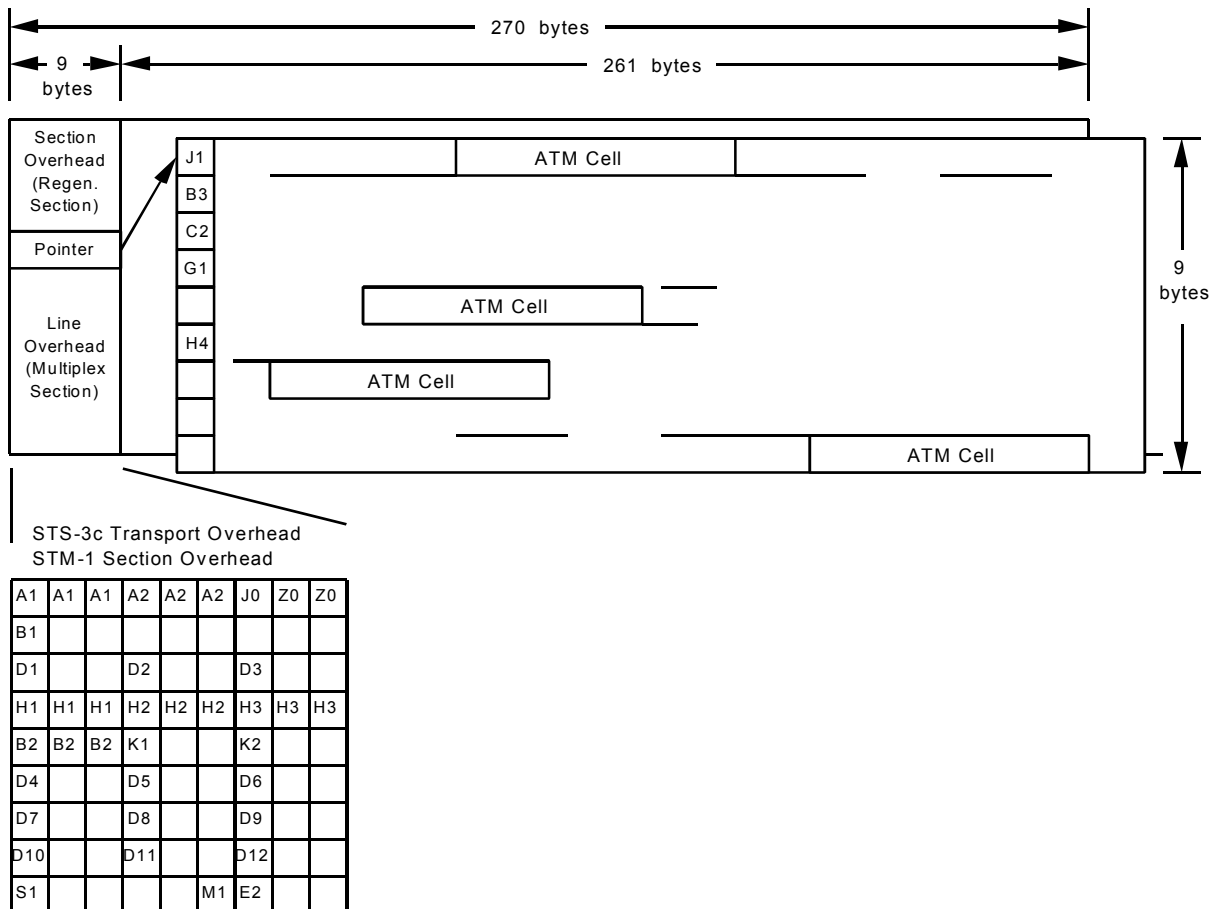 270 bytes
9
bytes
261 bytes
Section
Overhead
(Regen.
Section)
Pointer
Line
Overhead
(Multiplex
Section)
J1
B3
C2
G1
H4
ATM Cell
ATM Cell
ATM Cell
ATM Cell
9
bytes
STS-3c Transport Overhead
STM-1 Section Overhead
A1 A1 A1 A2 A2 A2 J0 Z0 Z0
B1
D1 D2 D3
H1 H1 H1 H2 H2 H2 H3 H3 H3
B2 B2 B2 K1 K2
D4 D5 D6
D7 D8 D9
D10 D11 D12
S1 M1 E2